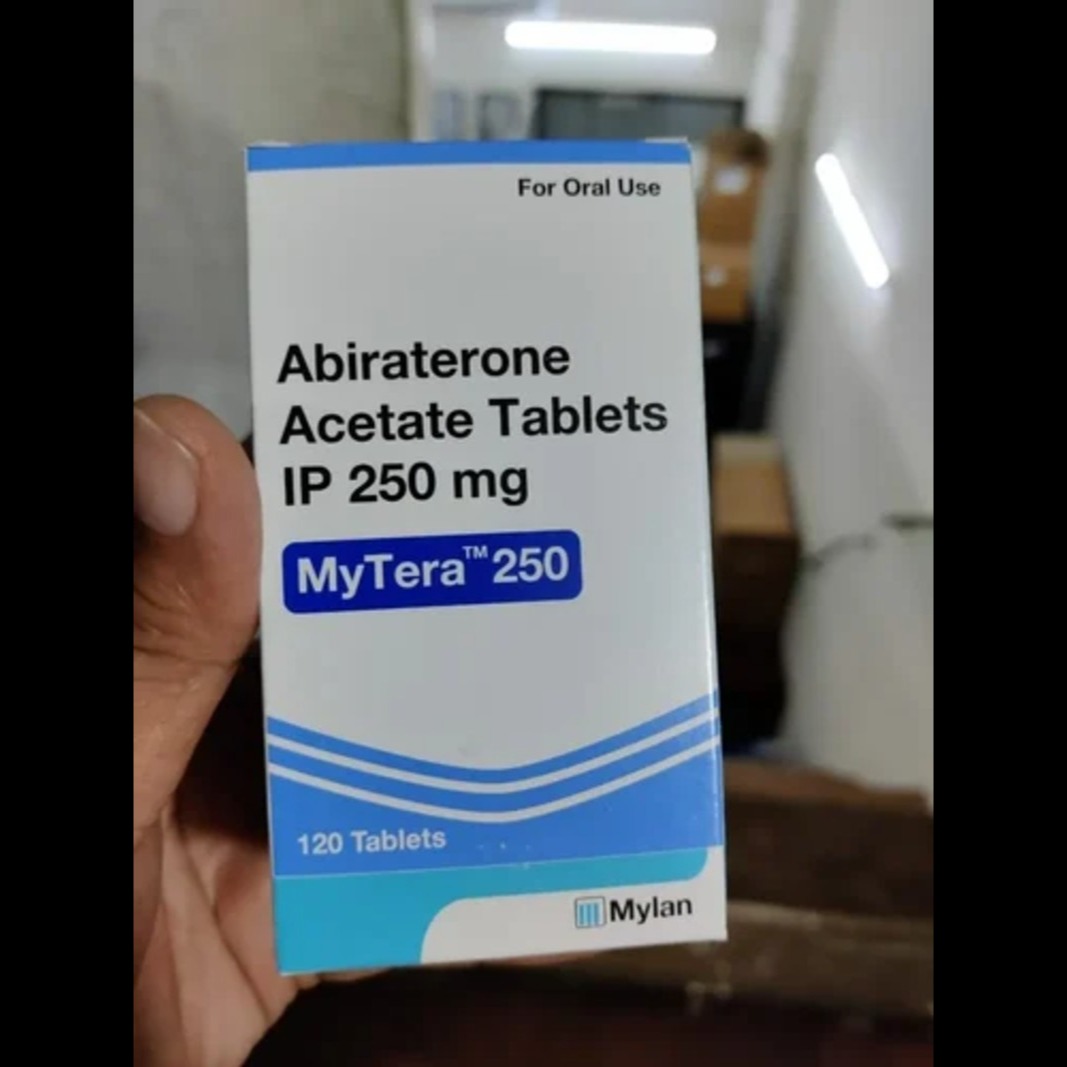 For Oral Use
Abiraterone
Acetate Tablets
IP 250 mg
MyTera™ 250
120 Tablets
Mylan